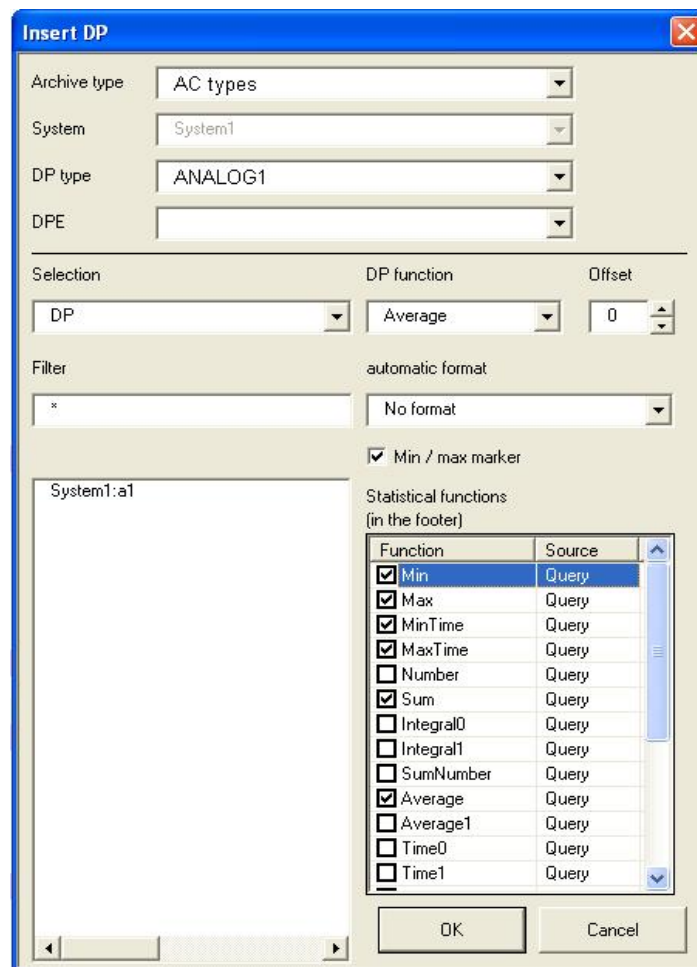 Insert DP
Archive type AC types
System System1
DP type ANALOG1
DPE
Selection DP function Offset
DP Average 0
Filter automatic format
* No format
Min / max marker
System1:a1
Statistical functions
(in the footer)
Function Source
Min Query
Max Query
MinTime Query
MaxTime Query
Number Query
Sum Query
Integral0 Query
Integral1 Query
SumNumber Query
Average Query
Average1 Query
Time0 Query
Time1 Query
OK Cancel